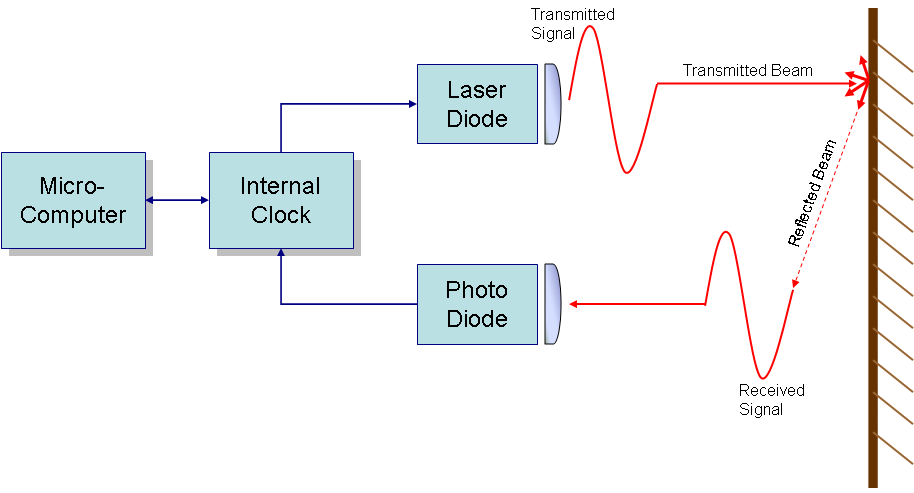 Transmitted
Signal
Laser
Diode
Transmitted Beam
Micro-
Computer
Internal
Clock
Reflected Beam
Photo
Diode
Received
Signal